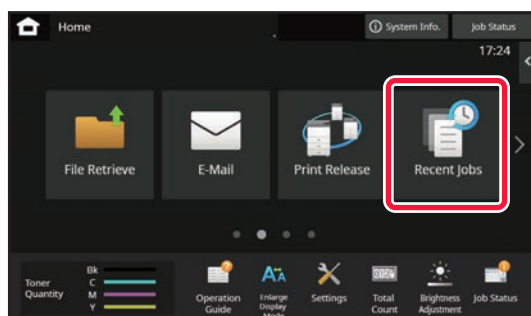 Home
System Info.
Job Status
17:24
File Retrieve
E-Mail
Print Release
Recent Jobs
Toner
Quantity
Bk
C
M
Y
Operation
Guide
Enlarge
Display
Mode
Settings
Total
Count
Brightness
Adjustment
Job Status